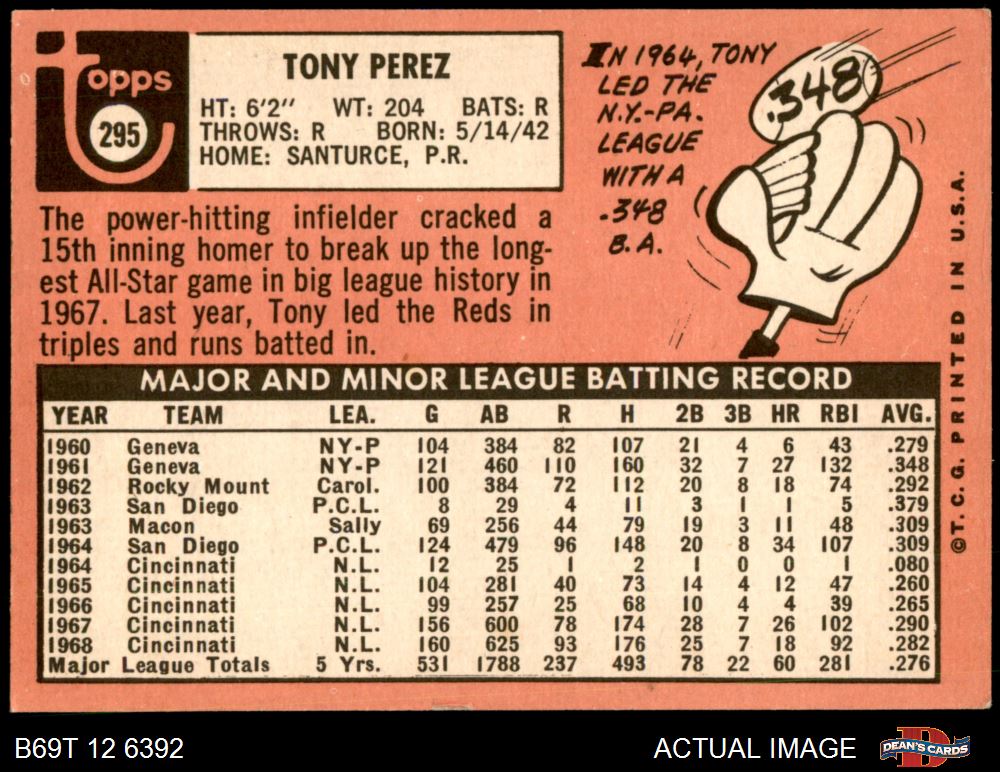 Topps
295
TONY PEREZ
HT: 6'2" WT: 204 BATS: R
THROWS: R BORN: 5/14/42
HOME: SANTURCE, P.R.
IN 1964, TONY
LED THE
N.Y.-PA.
LEAGUE
WITH A
.348
B.A.
.348
The power-hitting infielder cracked a
15th inning homer to break up the long-
est All-Star game in big league history in
1967. Last year, Tony led the Reds in
triples and runs batted in.
MAJOR AND MINOR LEAGUE BATTING RECORD
YEAR TEAM LEA. G AB R H 2B 3B HR RBI AVG.
1960 Geneva NY-P 104 384 82 107 21 4 6 43 .279
1961 Geneva NY-P 121 460 110 160 32 7 27 132 .348
1962 Rocky Mount Carol. 100 384 72 112 20 8 18 74 .292
1963 San Diego P.C.L. 8 29 4 11 3 1 1 5 .379
1963 Macon Sally 69 256 44 79 19 3 11 48 .309
1964 San Diego P.C.L. 124 479 96 148 20 8 34 107 .309
1964 Cincinnati N.L. 12 25 1 2 1 0 0 1 .080
1965 Cincinnati N.L. 104 281 40 73 14 4 12 47 .260
1966 Cincinnati N.L. 99 257 25 68 10 4 4 39 .265
1967 Cincinnati N.L. 156 600 78 174 28 7 26 102 .290
1968 Cincinnati N.L. 160 625 93 176 25 7 18 92 .282
Major League Totals 5 Yrs. 531 1788 237 493 78 22 60 281 .276
©T.C.G. PRINTED IN U.S.A.
B69T 12 6392
ACTUAL IMAGE
D
DEAN'S CARDS